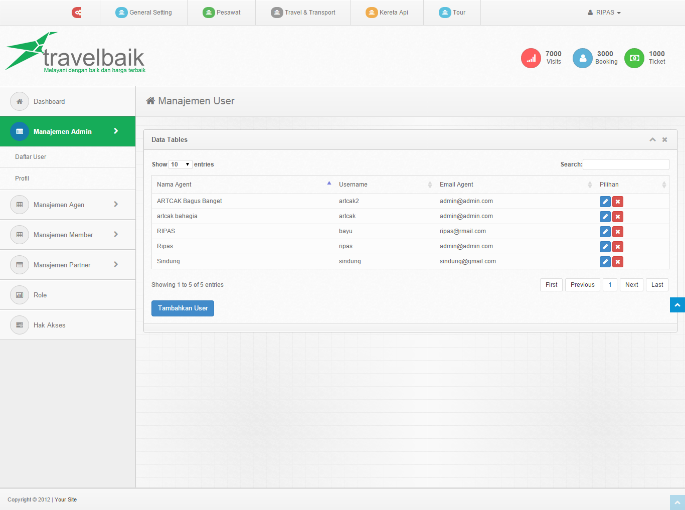 General Setting
Pesawat
Travel & Transport
Kereta Api
Tour
RIPAS
travelbaik
Melayani dengan baik dan harga terbaik
7000
Visits
3000
Booking
1000
Ticket
Dashboard
Manajemen Admin
Daftar User
Profil
Manajemen Agen
Manajemen Member
Manajemen Partner
Role
Hak Akses
Manajemen User
Data Tables
Show 10 entries
Search:
Nama Agent Username Email Agent Pilihan
ARTCAK Bagus Banget artcak2 admin@admin.com
artcak bahagia artcak admin@admin.com
RIPAS bayu ripas@imail.com
Ripas ripas admin@admin.com
Sindung sindung sindung@gmail.com
Showing 1 to 5 of 5 entries
First Previous 1 Next Last
Tambahkan User
Copyright © 2012 | Your Site